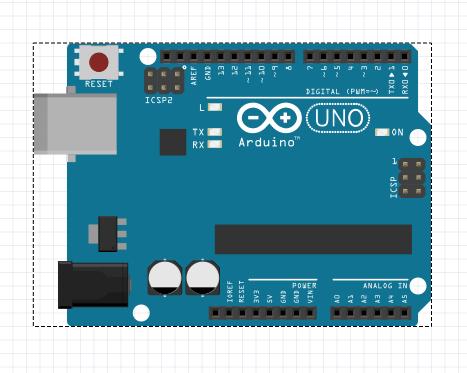 RESET
ICSP2
AREF
GND
13
12
~11
~10
~9
8
7
~6
~5
4
~3
2
TXD▶1
RXD◀0
DIGITAL (PWM=~)
L
TX
RX
Arduino™
UNO
ON
1
ICSP
IOREF
RESET
3V3
5V
GND
GND
VIN
POWER
ANALOG IN
A0
A1
A2
A3
A4
A5